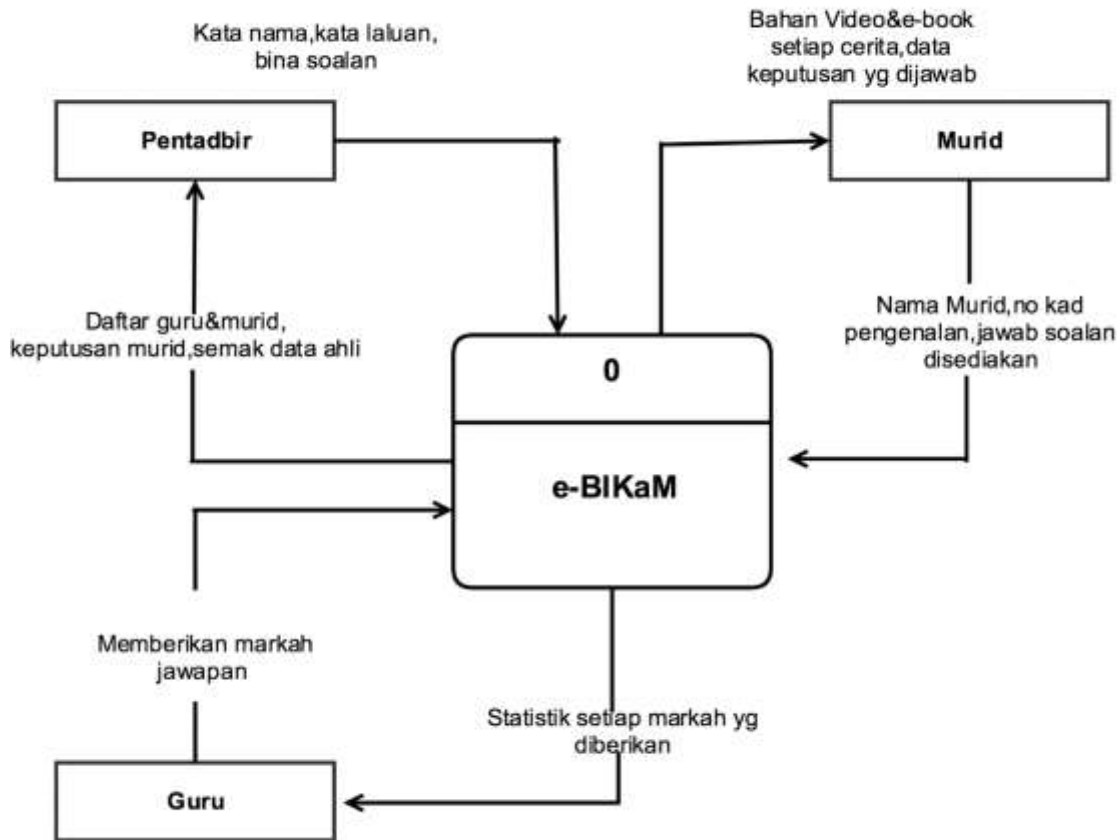 Kata nama,kata laluan,
bina soalan
Bahan Video&e-book
setiap cerita,data
keputusan yg dijawab
Pentadbir
Murid
Daftar guru&murid,
keputusan murid,semak data ahli
Nama Murid,no kad
pengenalan,jawab soalan
disediakan
0
e-BIKaM
Memberikan markah
jawapan
Statistik setiap markah yg
diberikan
Guru